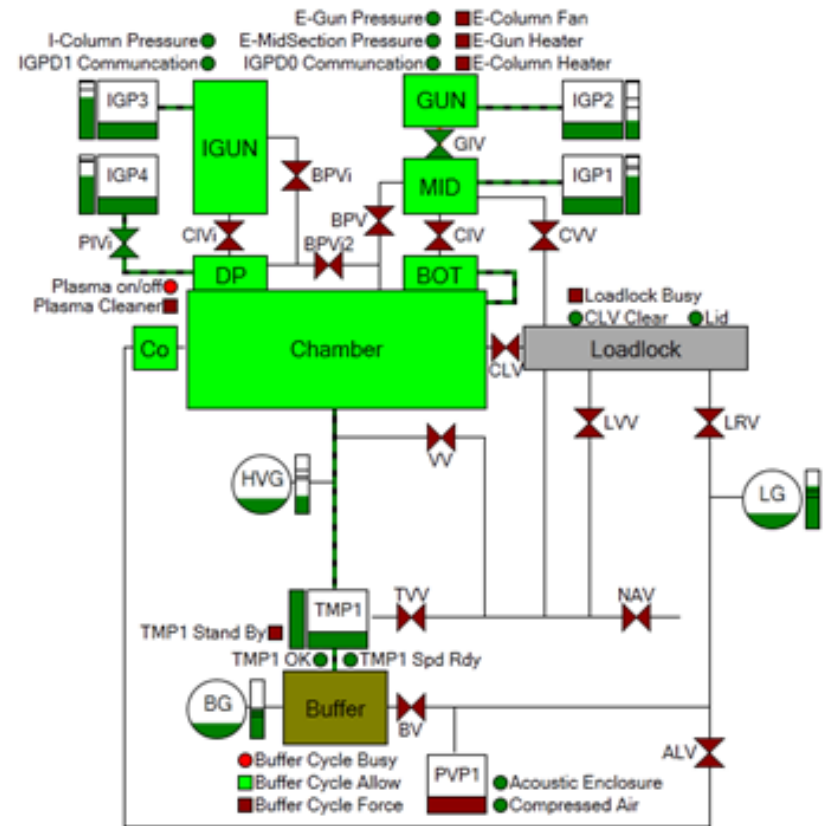 E-Gun Pressure E-Column Fan
I-Column Pressure E-MidSection Pressure E-Gun Heater
IGPD1 Communcation IGPD0 Communcation E-Column Heater
IGP3 IGUN GUN IGP2
GIV
IGP4 BPVi MID IGP1
BPV
PIVi CIVi BPVi2 CIV CVV
DP BOT
Plasma on/off
Plasma Cleaner Loadlock Busy
CLV Clear Lid
Co Chamber Loadlock
CLV
LVV LRV
VV
HVG LG
TVV NAV
TMP1
TMP1 Stand By
TMP1 OK TMP1 Spd Rdy
BG Buffer
BV
Buffer Cycle Busy ALV
Buffer Cycle Allow PVP1 Acoustic Enclosure
Buffer Cycle Force Compressed Air